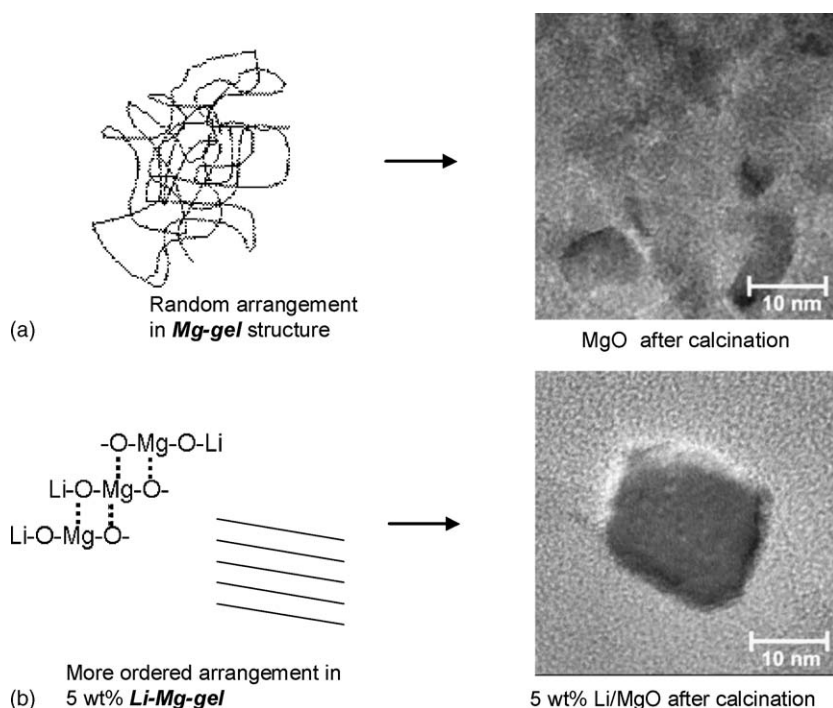 10 nm
Random arrangement
in Mg-gel structure
(a)
MgO after calcination
-O-Mg-O-Li
Li-O-Mg-O-
Li-O-Mg-O-
10 nm
More ordered arrangement in
5 wt% Li-Mg-gel
(b)
5 wt% Li/MgO after calcination